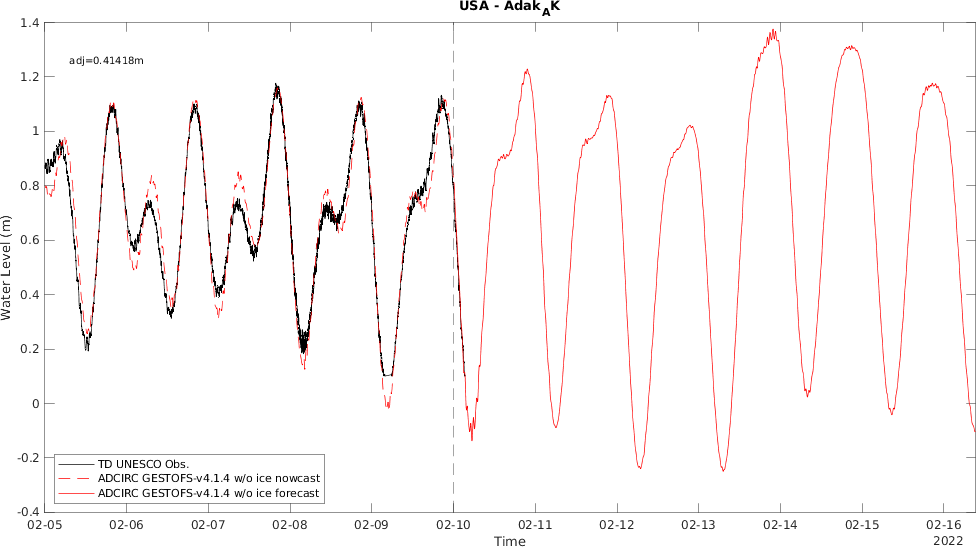 USA - Adak_AK
adj=0.41418m
1.4
1.2
1
0.8
0.6
0.4
0.2
0
-0.2
-0.4
Water Level (m)
TD UNESCO Obs.
ADCIRC GESTOFS-v4.1.4 w/o ice nowcast
ADCIRC GESTOFS-v4.1.4 w/o ice forecast
02-05 02-06 02-07 02-08 02-09 02-10 02-11 02-12 02-13 02-14 02-15 02-16
Time
2022